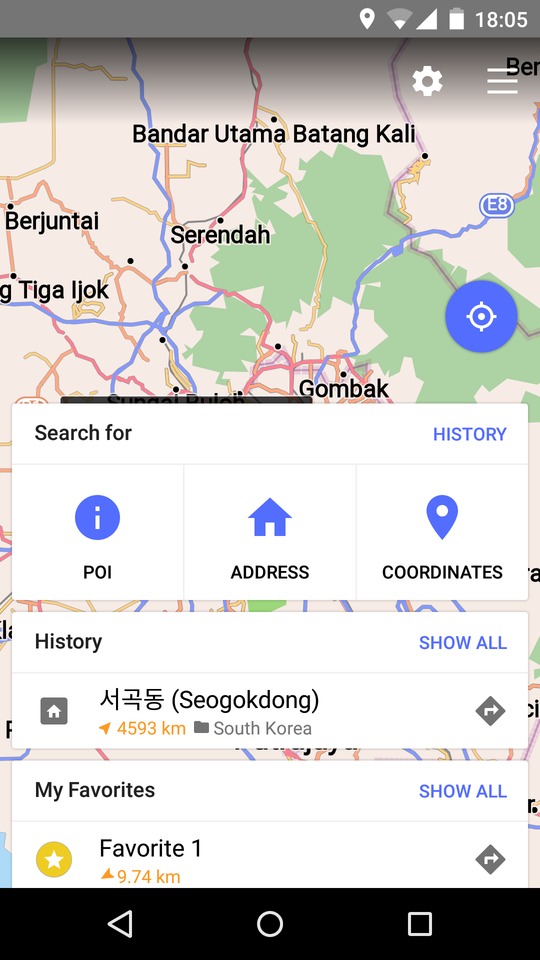 18:05
Ber
Bandar Utama Batang Kali
E8
Berjuntai
Serendah
g Tiga Ijok
Gombak
Search for
HISTORY
POI
ADDRESS
COORDINATES
History
SHOW ALL
서곡동 (Seogokdong)
4593 km
South Korea
My Favorites
SHOW ALL
Favorite 1
9.74 km